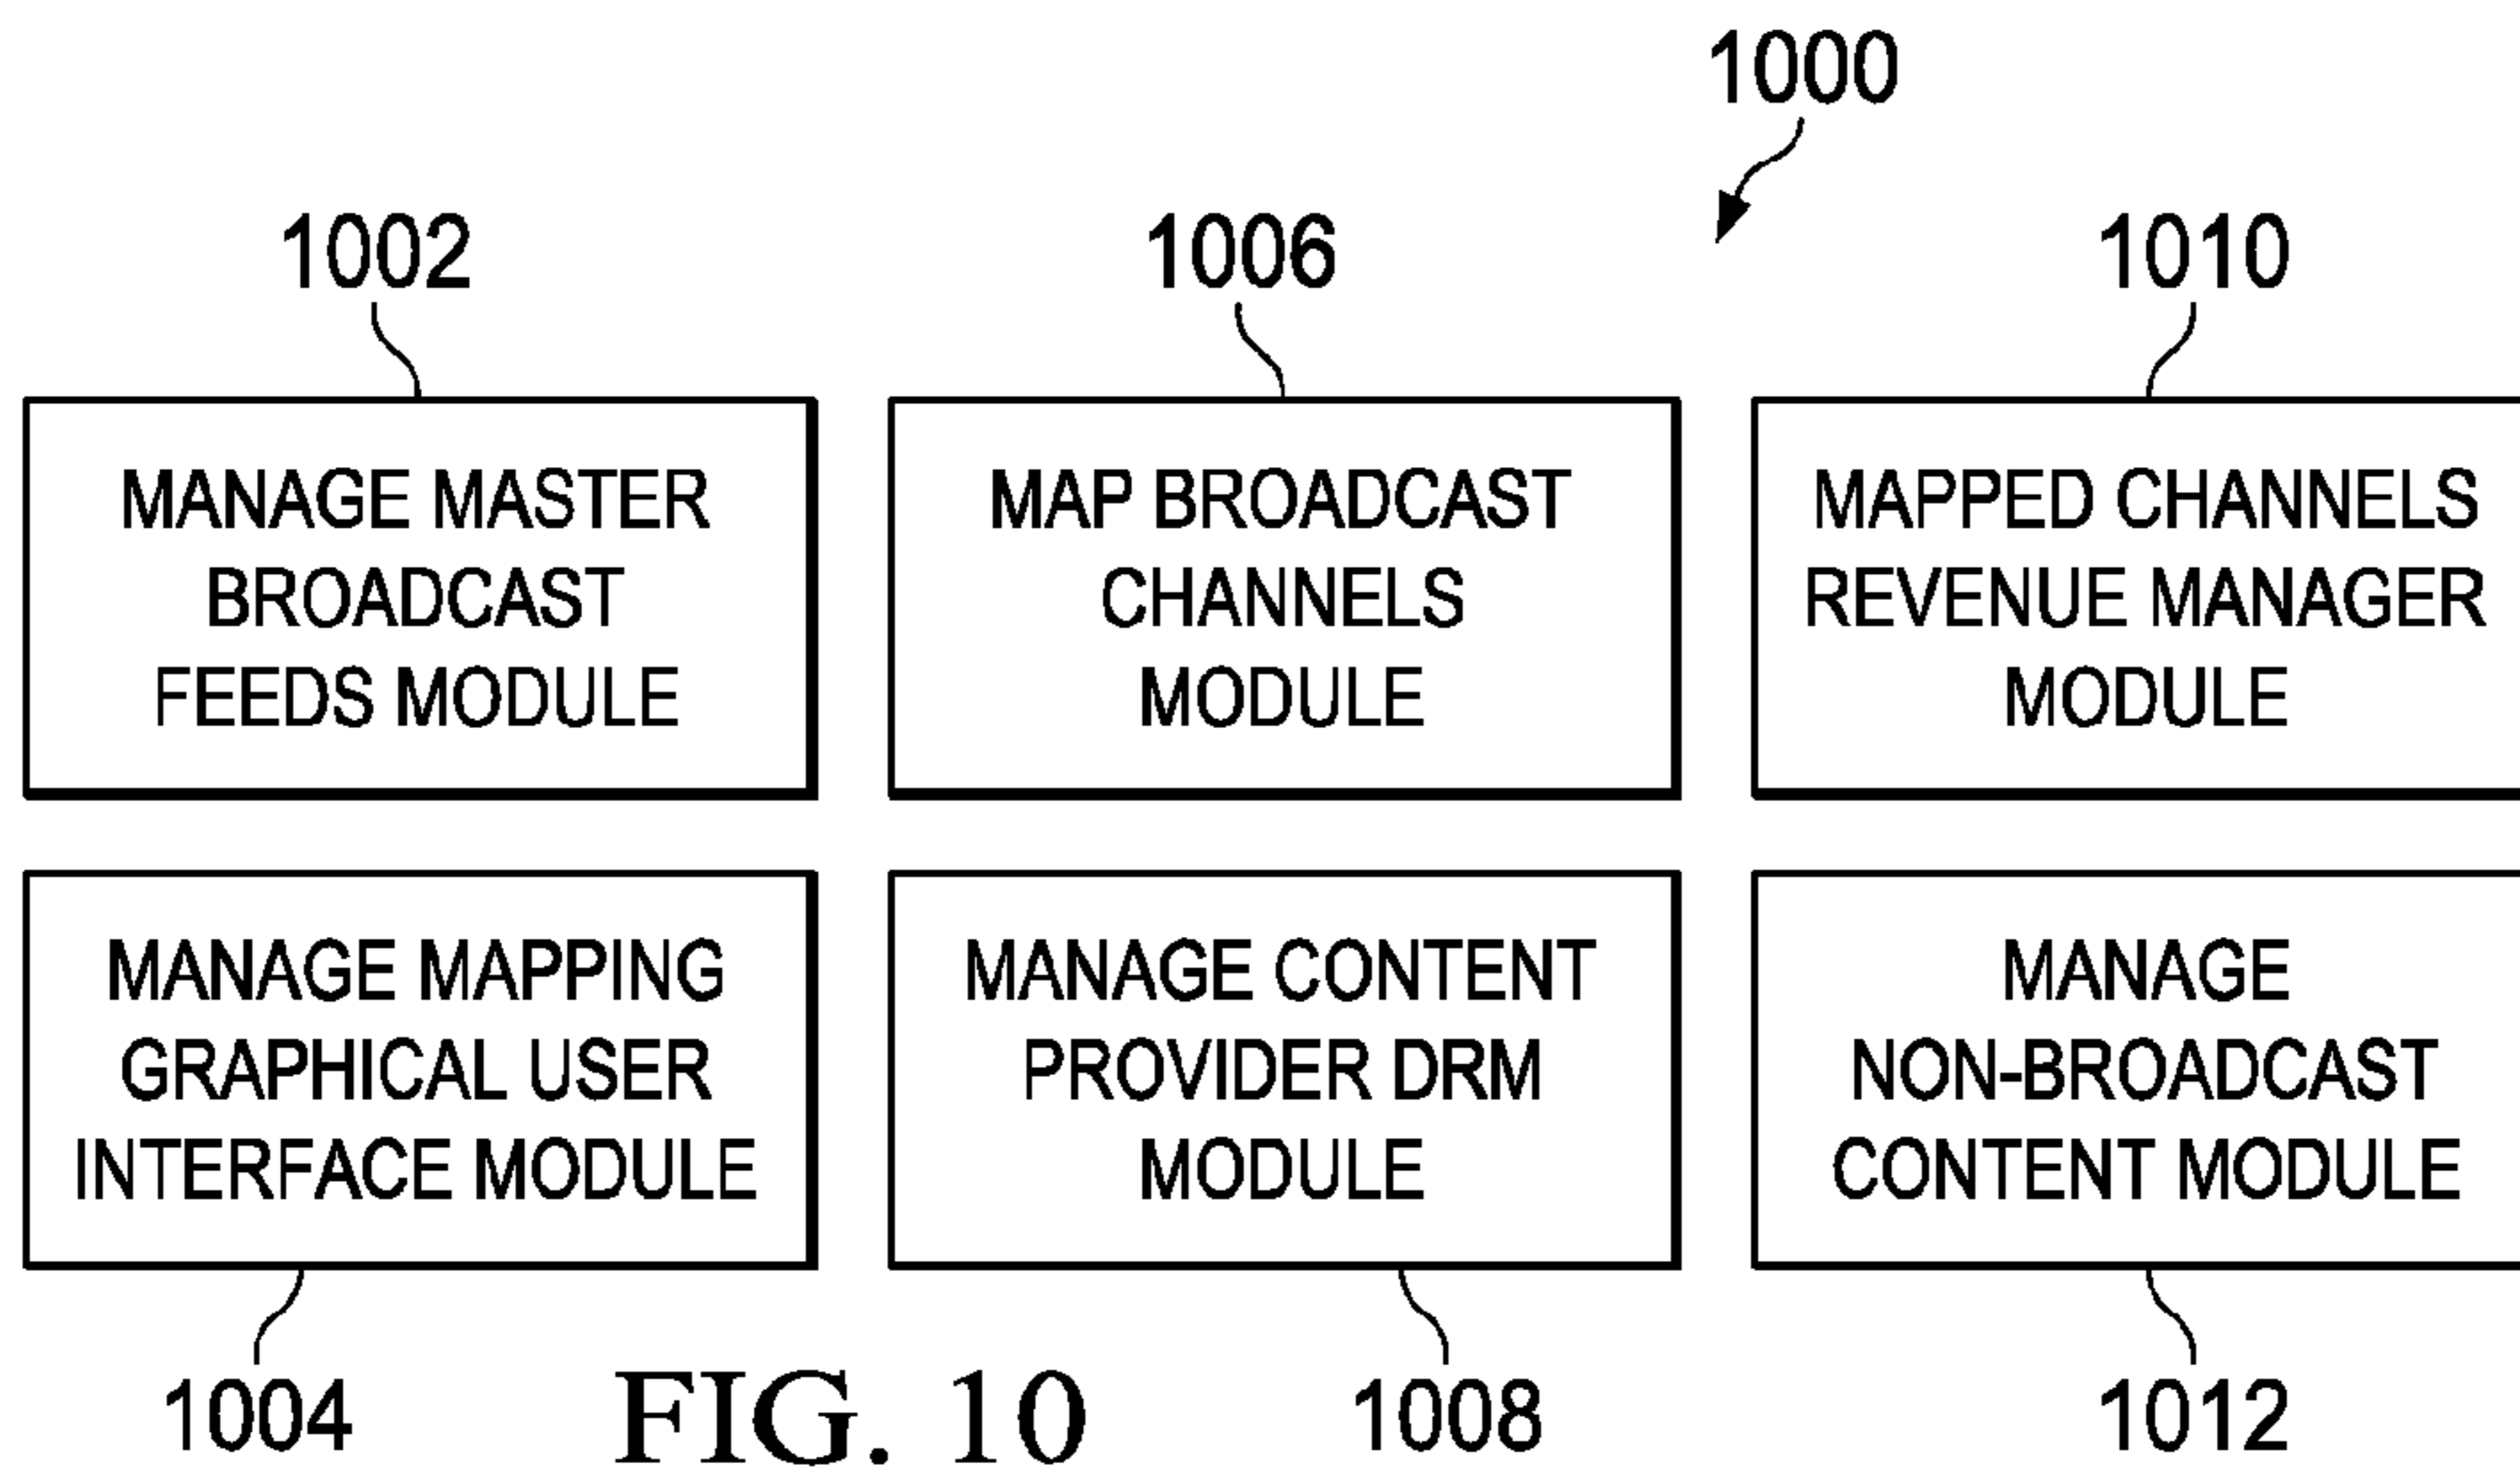 1000
1002
1006
1010
MANAGE MASTER
BROADCAST
FEEDS MODULE
MAP BROADCAST
CHANNELS
MODULE
MAPPED CHANNELS
REVENUE MANAGER
MODULE
MANAGE MAPPING
GRAPHICAL USER
INTERFACE MODULE
MANAGE CONTENT
PROVIDER DRM
MODULE
MANAGE
NON-BROADCAST
CONTENT MODULE
1004
FIG. 10
1008
1012